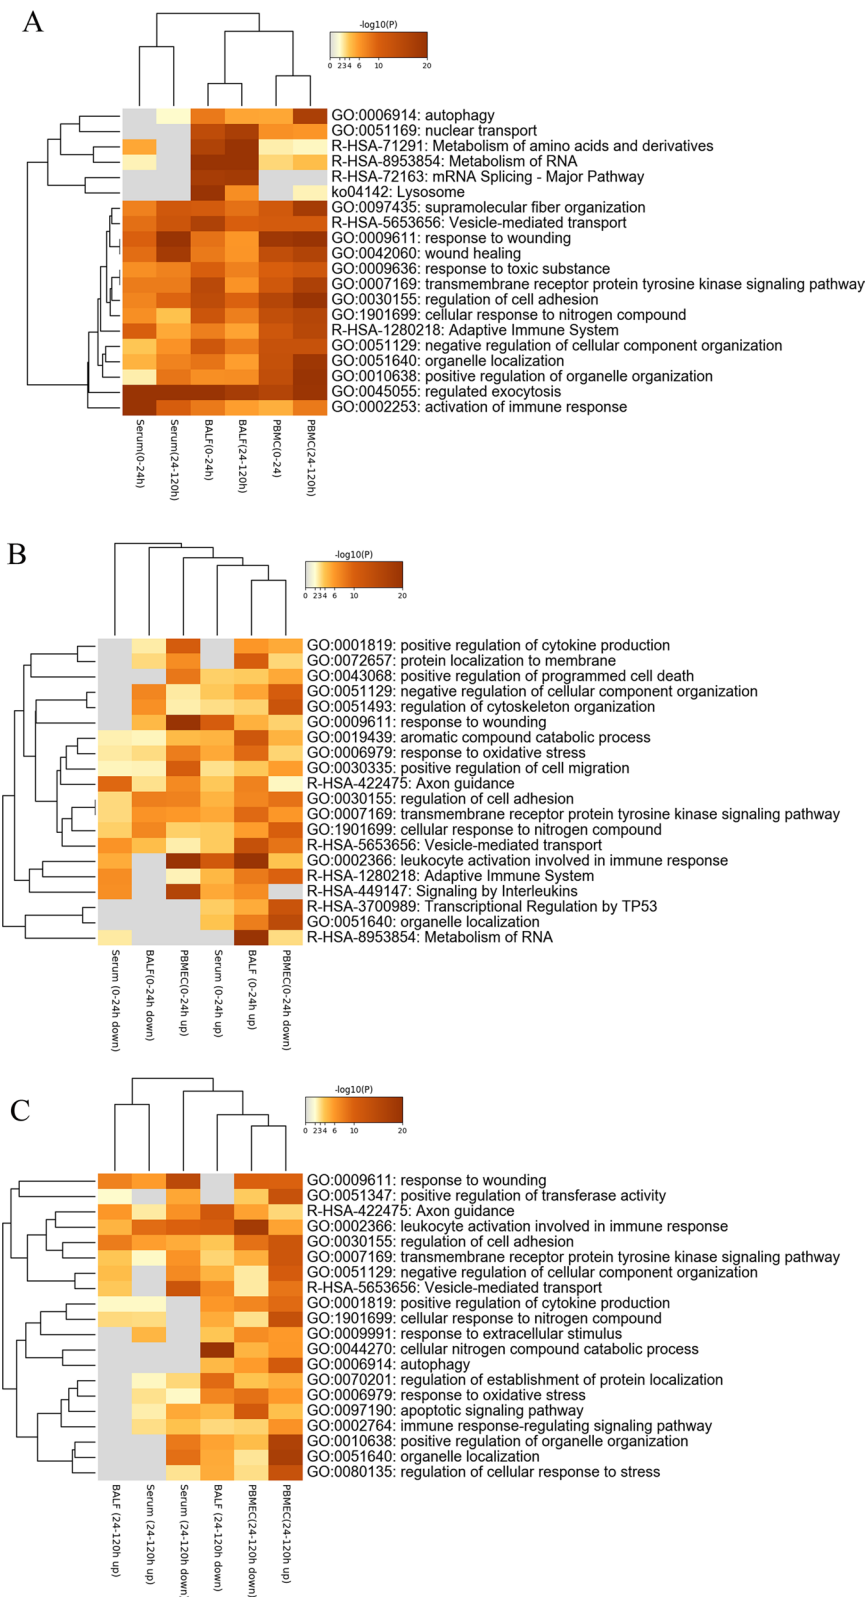 A
-log10(P)
0 2 3 4 6 10 20
GO:0006914: autophagy
GO:0051169: nuclear transport
R-HSA-71291: Metabolism of amino acids and derivatives
R-HSA-8953854: Metabolism of RNA
R-HSA-72163: mRNA Splicing - Major Pathway
ko04142: Lysosome
GO:0097435: supramolecular fiber organization
R-HSA-5653656: Vesicle-mediated transport
GO:0009611: response to wounding
GO:0042060: wound healing
GO:0009636: response to toxic substance
GO:0007169: transmembrane receptor protein tyrosine kinase signaling pathway
GO:0030155: regulation of cell adhesion
GO:1901699: cellular response to nitrogen compound
R-HSA-1280218: Adaptive Immune System
GO:0051129: negative regulation of cellular component organization
GO:0051640: organelle localization
GO:0010638: positive regulation of organelle organization
GO:0045055: regulated exocytosis
GO:0002253: activation of immune response
Serum(0-24h)
Serum(24-120h)
BALF(0-24h)
BALF(24-120h)
PBMC(0-24)
PBMC(24-120h)
B
-log10(P)
0 2 3 4 6 10 20
GO:0001819: positive regulation of cytokine production
GO:0072657: protein localization to membrane
GO:0043068: positive regulation of programmed cell death
GO:0051129: negative regulation of cellular component organization
GO:0051493: regulation of cytoskeleton organization
GO:0009611: response to wounding
GO:0019439: aromatic compound catabolic process
GO:0006979: response to oxidative stress
GO:0030335: positive regulation of cell migration
R-HSA-422475: Axon guidance
GO:0030155: regulation of cell adhesion
GO:0007169: transmembrane receptor protein tyrosine kinase signaling pathway
GO:1901699: cellular response to nitrogen compound
R-HSA-5653656: Vesicle-mediated transport
GO:0002366: leukocyte activation involved in immune response
R-HSA-1280218: Adaptive Immune System
R-HSA-449147: Signaling by Interleukins
R-HSA-3700989: Transcriptional Regulation by TP53
GO:0051640: organelle localization
R-HSA-8953854: Metabolism of RNA
Serum (0-24h down)
BALF(0-24h down)
PBMEC(0-24h up)
Serum (0-24h up)
BALF (0-24h up)
PBMEC(0-24h down)
C
-log10(P)
0 2 3 4 6 10 20
GO:0009611: response to wounding
GO:0051347: positive regulation of transferase activity
R-HSA-422475: Axon guidance
GO:0002366: leukocyte activation involved in immune response
GO:0030155: regulation of cell adhesion
GO:0007169: transmembrane receptor protein tyrosine kinase signaling pathway
GO:0051129: negative regulation of cellular component organization
R-HSA-5653656: Vesicle-mediated transport
GO:0001819: positive regulation of cytokine production
GO:1901699: cellular response to nitrogen compound
GO:0009991: response to extracellular stimulus
GO:0044270: cellular nitrogen compound catabolic process
GO:0006914: autophagy
GO:0070201: regulation of establishment of protein localization
GO:0006979: response to oxidative stress
GO:0097190: apoptotic signaling pathway
GO:0002764: immune response-regulating signaling pathway
GO:0010638: positive regulation of organelle organization
GO:0051640: organelle localization
GO:0080135: regulation of cellular response to stress
BALF (24-120h up)
Serum (24-120h up)
Serum (24-120h down)
BALF (24-120h down)
PBMEC(24-120h down)
PBMEC(24-120h up)